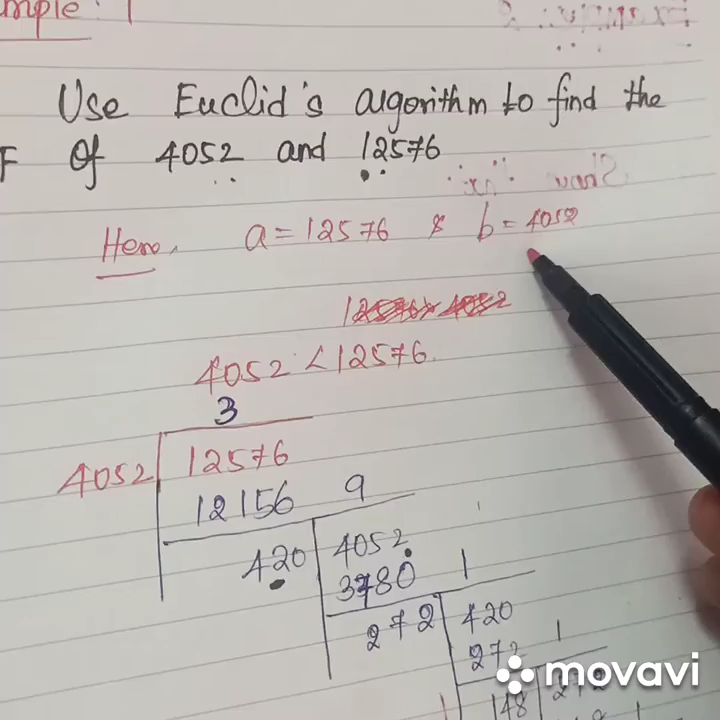 mple: 1
Use Euclid's algorithm to find the
F Of 4052 and 12576
Here, a = 12576 & b = 4052
4052 < 12576.
3
4052 12576
12156 9
420 4052
3780 1
272 420
272 1
148
movavi